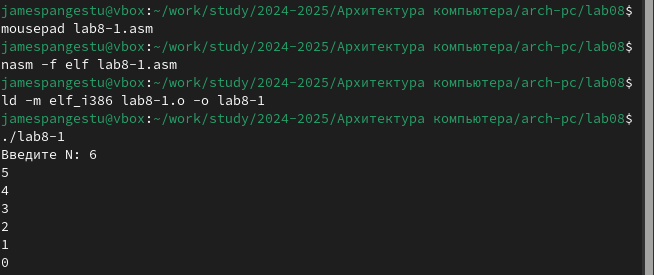 jamespangestu@vbox:~/work/study/2024-2025/Архитектура компьютера/arch-pc/lab08$
mousepad lab8-1.asm
jamespangestu@vbox:~/work/study/2024-2025/Архитектура компьютера/arch-pc/lab08$
nasm -f elf lab8-1.asm
jamespangestu@vbox:~/work/study/2024-2025/Архитектура компьютера/arch-pc/lab08$
ld -m elf_i386 lab8-1.o -o lab8-1
jamespangestu@vbox:~/work/study/2024-2025/Архитектура компьютера/arch-pc/lab08$
./lab8-1
Введите N: 6
5
4
3
2
1
0